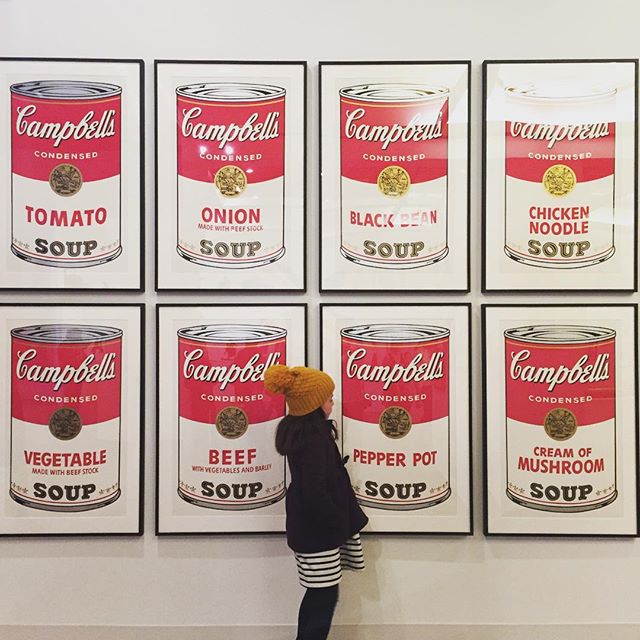 Campbell's
CONDENSED
TOMATO
SOUP
Campbell's
CONDENSED
ONION
MADE WITH BEEF STOCK
SOUP
Campbell's
CONDENSED
BLACK BEAN
SOUP
Campbell's
CONDENSED
CHICKEN
NOODLE
SOUP
Campbell's
CONDENSED
VEGETABLE
MADE WITH BEEF STOCK
SOUP
Campbell's
CONDENSED
BEEF
WITH VEGETABLES AND BARLEY
SOUP
Campbell's
CONDENSED
PEPPER POT
SOUP
Campbell's
CONDENSED
CREAM OF
MUSHROOM
SOUP